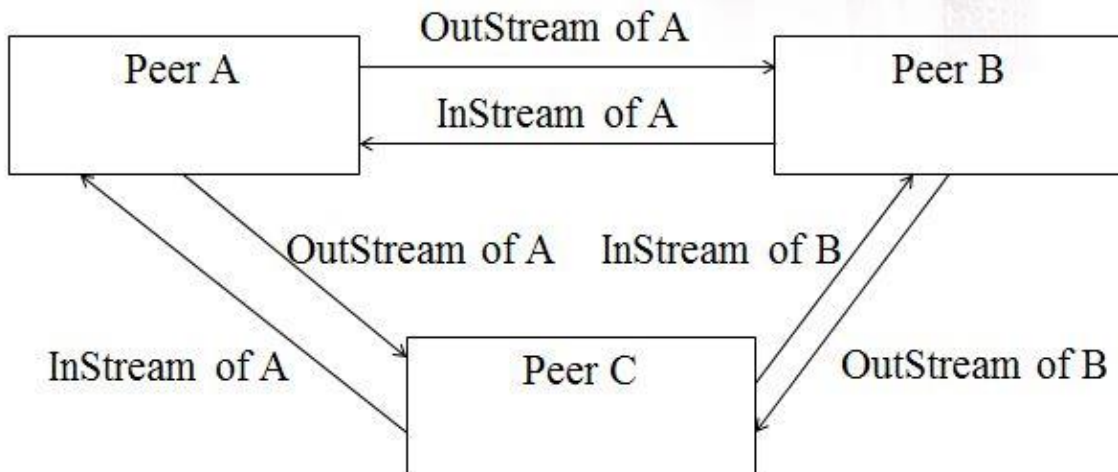 OutStream of A
Peer A
Peer B
InStream of A
OutStream of A
InStream of B
InStream of A
Peer C
OutStream of B